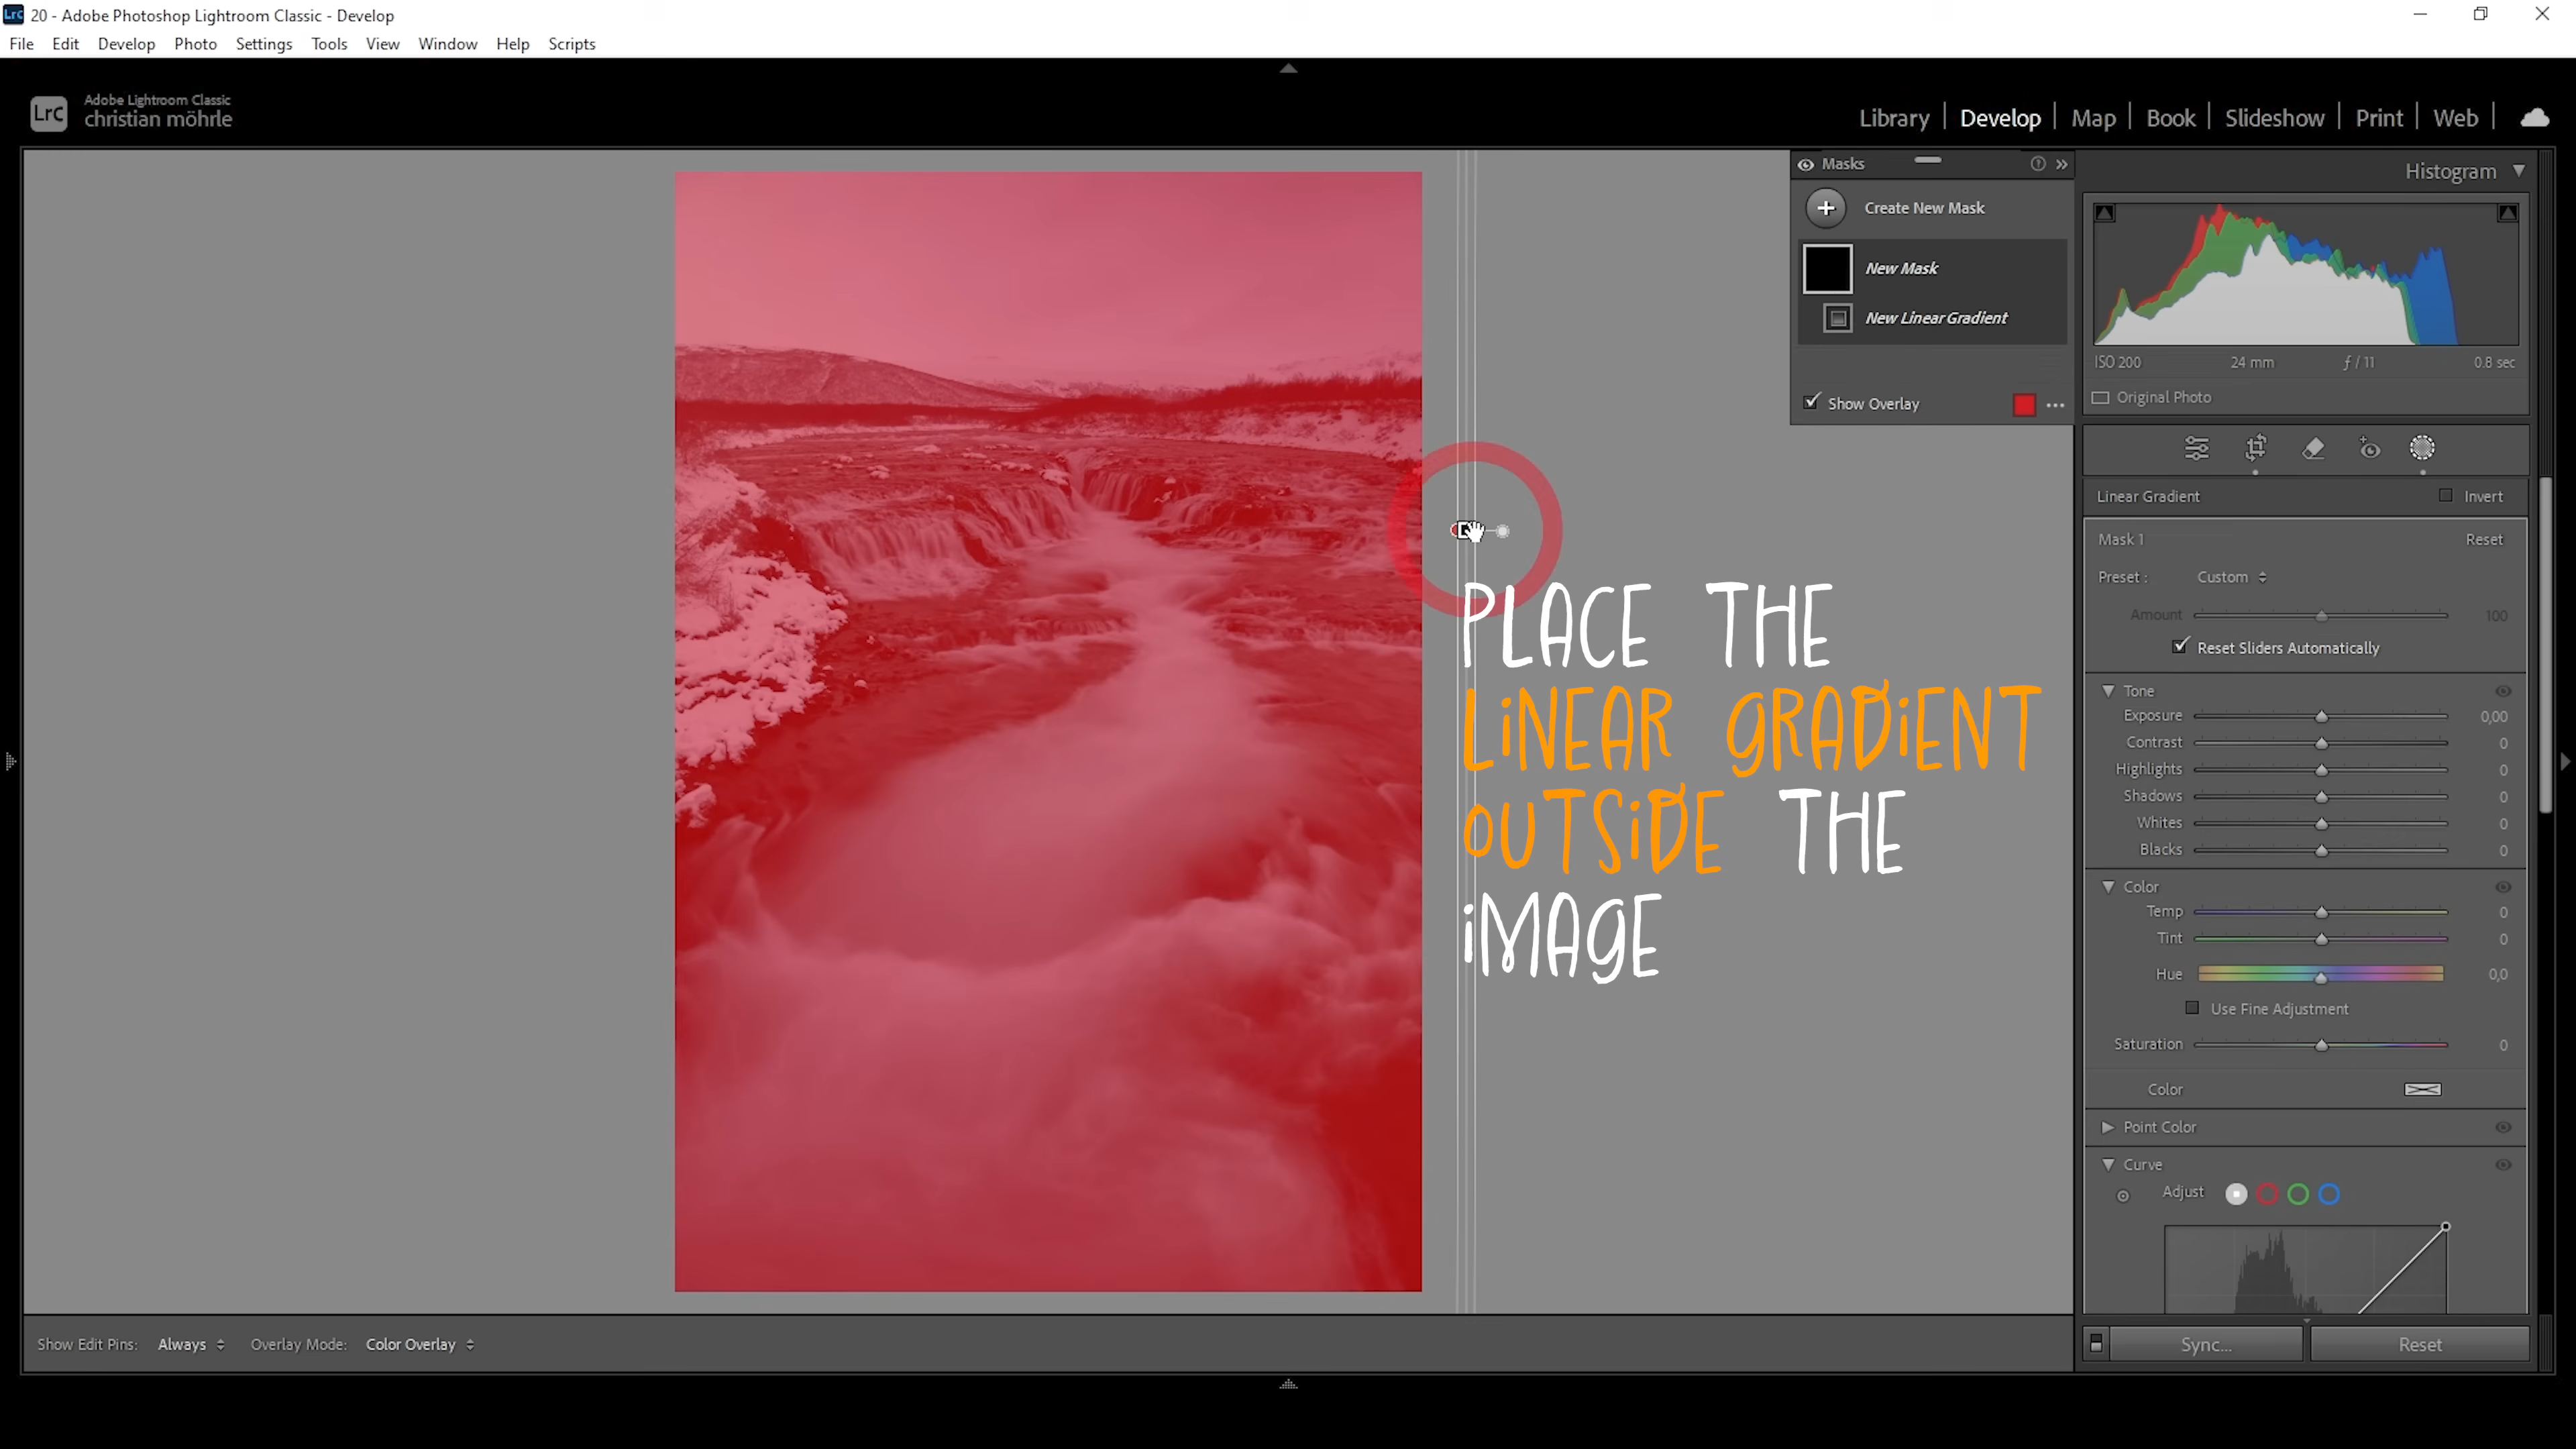 Lrc 20 - Adobe Photoshop Lightroom Classic - Develop
File Edit Develop Photo Settings Tools View Window Help Scripts
Lrc
Adobe Lightroom Classic
christian möhrle
Library Develop Map Book Slideshow Print Web
Masks
Create New Mask
New Mask
New Linear Gradient
Show Overlay
PLACE THE
LiNEAR GRADiENT
OUTSiDE THE
iMAGE
Histogram
ISO 200 24 mm ƒ / 11 0.8 sec
Original Photo
Linear Gradient Invert
Mask 1 Reset
Preset : Custom
Amount 100
Reset Sliders Automatically
Tone
Exposure 0,00
Contrast 0
Highlights 0
Shadows 0
Whites 0
Blacks 0
Color
Temp 0
Tint 0
Hue 0,0
Use Fine Adjustment
Saturation 0
Color
Point Color
Curve
Adjust
Show Edit Pins: Always Overlay Mode: Color Overlay
Sync... Reset